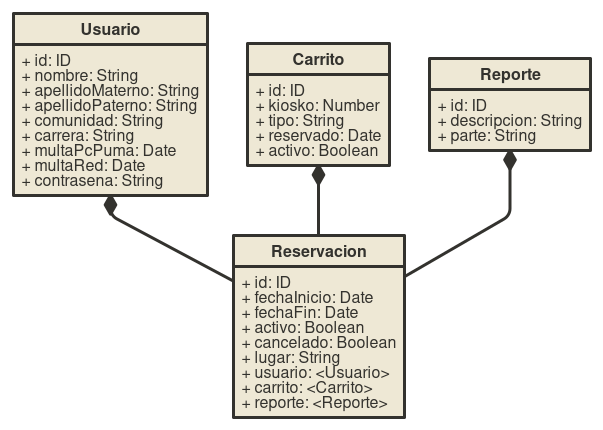 Usuario
+ id: ID
+ nombre: String
+ apellidoMaterno: String
+ apellidoPaterno: String
+ comunidad: String
+ carrera: String
+ multaPcPuma: Date
+ multaRed: Date
+ contrasena: String
Carrito
+ id: ID
+ kiosko: Number
+ tipo: String
+ reservado: Date
+ activo: Boolean
Reporte
+ id: ID
+ descripcion: String
+ parte: String
Reservacion
+ id: ID
+ fechaInicio: Date
+ fechaFin: Date
+ activo: Boolean
+ cancelado: Boolean
+ lugar: String
+ usuario: <Usuario>
+ carrito: <Carrito>
+ reporte: <Reporte>